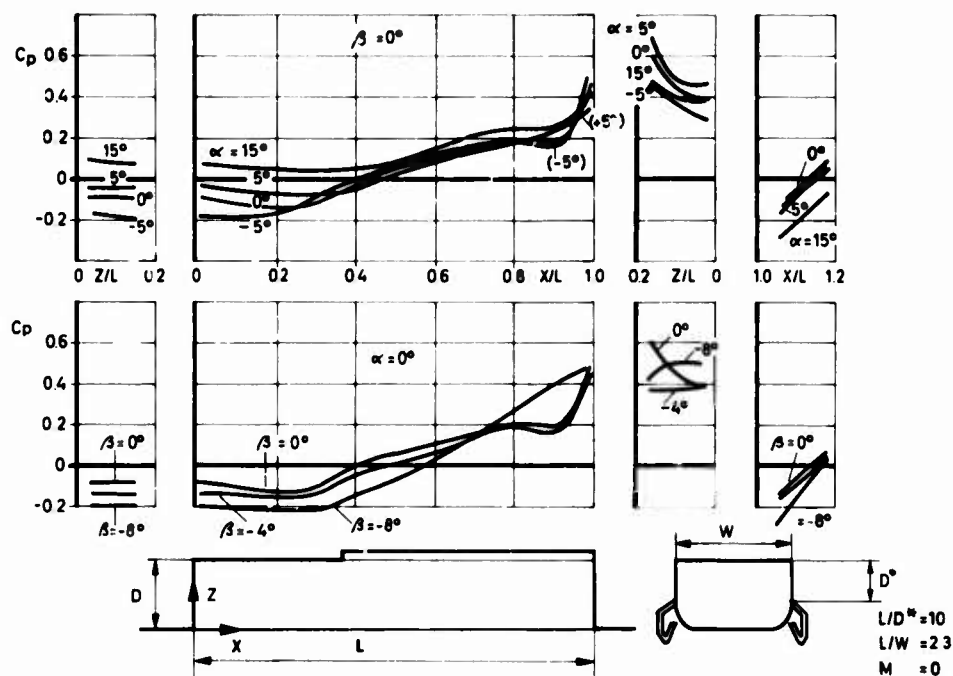 Cp
0.6
0.4
0.2
0
-0.2
15°
5°
0°
-5°
0 Z/L 0.2
β = 0°
α = 15°
5°
0°
-5°
(+5°)
(-5°)
0 0.2 0.4 0.6 0.8 X/L 1.0
α = 5°
0°
15°
-5°
0.2 Z/L 0
0°
5°
α = 15°
1.0 X/L 1.2
Cp
0.6
0.4
0.2
0
-0.2
β = 0°
β = -8°
α = 0°
β = 0°
β = -4°
β = -8°
0°
-8°
-4°
β = 0°
= -8°
D
Z
X
L
W
D*
L/D* = 10
L/W = 2 3
M = 0